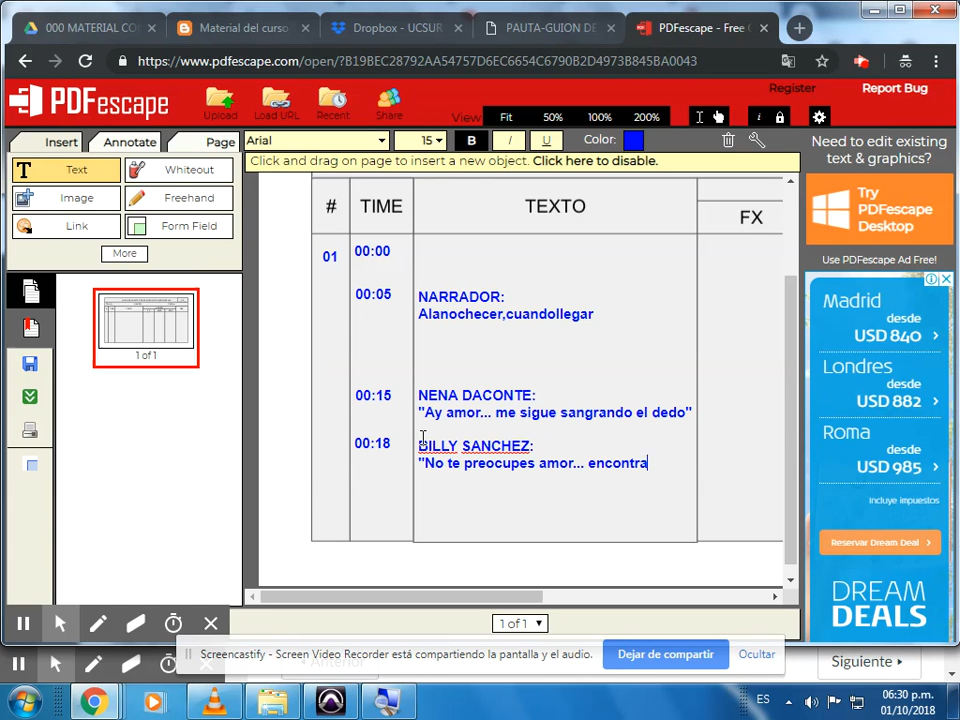 000 MATERIAL CO
Material del curso
Dropbox - UCSUR
PAUTA-GUION DE
PDFescape - Free
https://www.pdfescape.com/open/?B19BEC28792AA54757D6EC6654C6790B2D4973B845BA0043
PDFescape
Upload
Load URL
Recent
Share
View:
Fit
50%
100%
200%
Register
Report Bug
Insert
Annotate
Page
Arial
15
B
I
U
Color:
Click and drag on page to insert a new object. Click here to disable.
Text
Whiteout
Image
Freehand
Link
Form Field
More
1 of 1
#
TIME
TEXTO
FX
01
00:00
00:05
NARRADOR:
Alanochecer,cuandollegar
00:15
NENA DACONTE:
"Ay amor... me sigue sangrando el dedo"
00:18
BILLY SANCHEZ:
"No te preocupes amor... encontra
Need to edit existing
text & graphics?
Try
PDFescape
Desktop
Use PDFescape Ad Free!
Madrid
desde
USD 840
Londres
desde
USD 882
Roma
desde
USD 985
Incluye impuestos
Reservar Dream Deal
DREAM
DEALS
1 of 1
Screencastify - Screen Video Recorder está compartiendo la pantalla y el audio.
Dejar de compartir
Ocultar
Anterior
Siguiente
ES
06:30 p.m.
01/10/2018